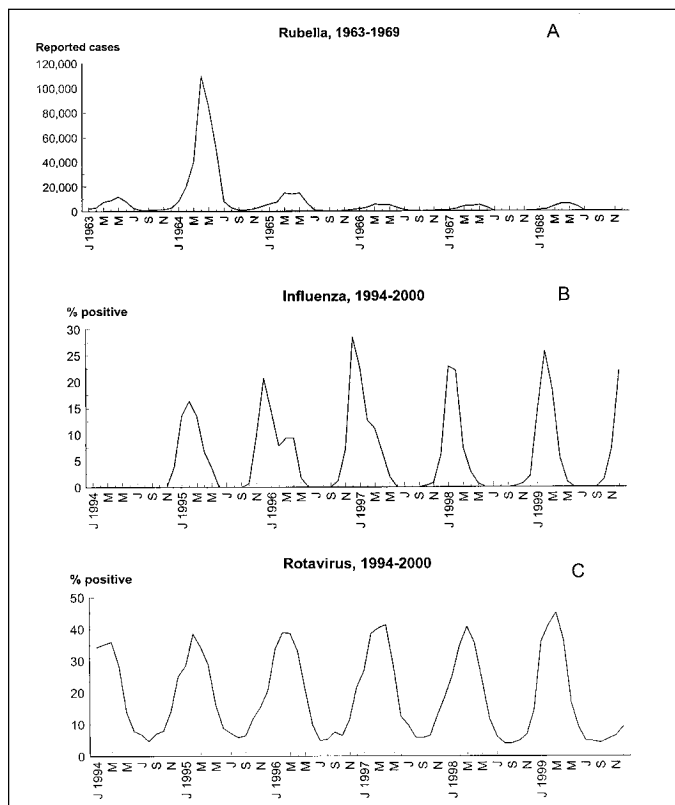 Rubella, 1963-1969 A
Reported cases
120,000
100,000
80,000
60,000
40,000
20,000
0
J 1963 M M J S N J 1964 M M J S N J 1965 M M J S N J 1966 M M J S N J 1967 M M J S N J 1968 M M J S N
Influenza, 1994-2000 B
% positive
30
25
20
15
10
5
0
J 1994 M M J S N J 1995 M M J S N J 1996 M M J S N J 1997 M M J S N J 1998 M M J S N J 1999 M M J S N
Rotavirus, 1994-2000 C
% positive
50
40
30
20
10
0
J 1994 M M J S N J 1995 M M J S N J 1996 M M J S N J 1997 M M J S N J 1998 M M J S N J 1999 M M J S N